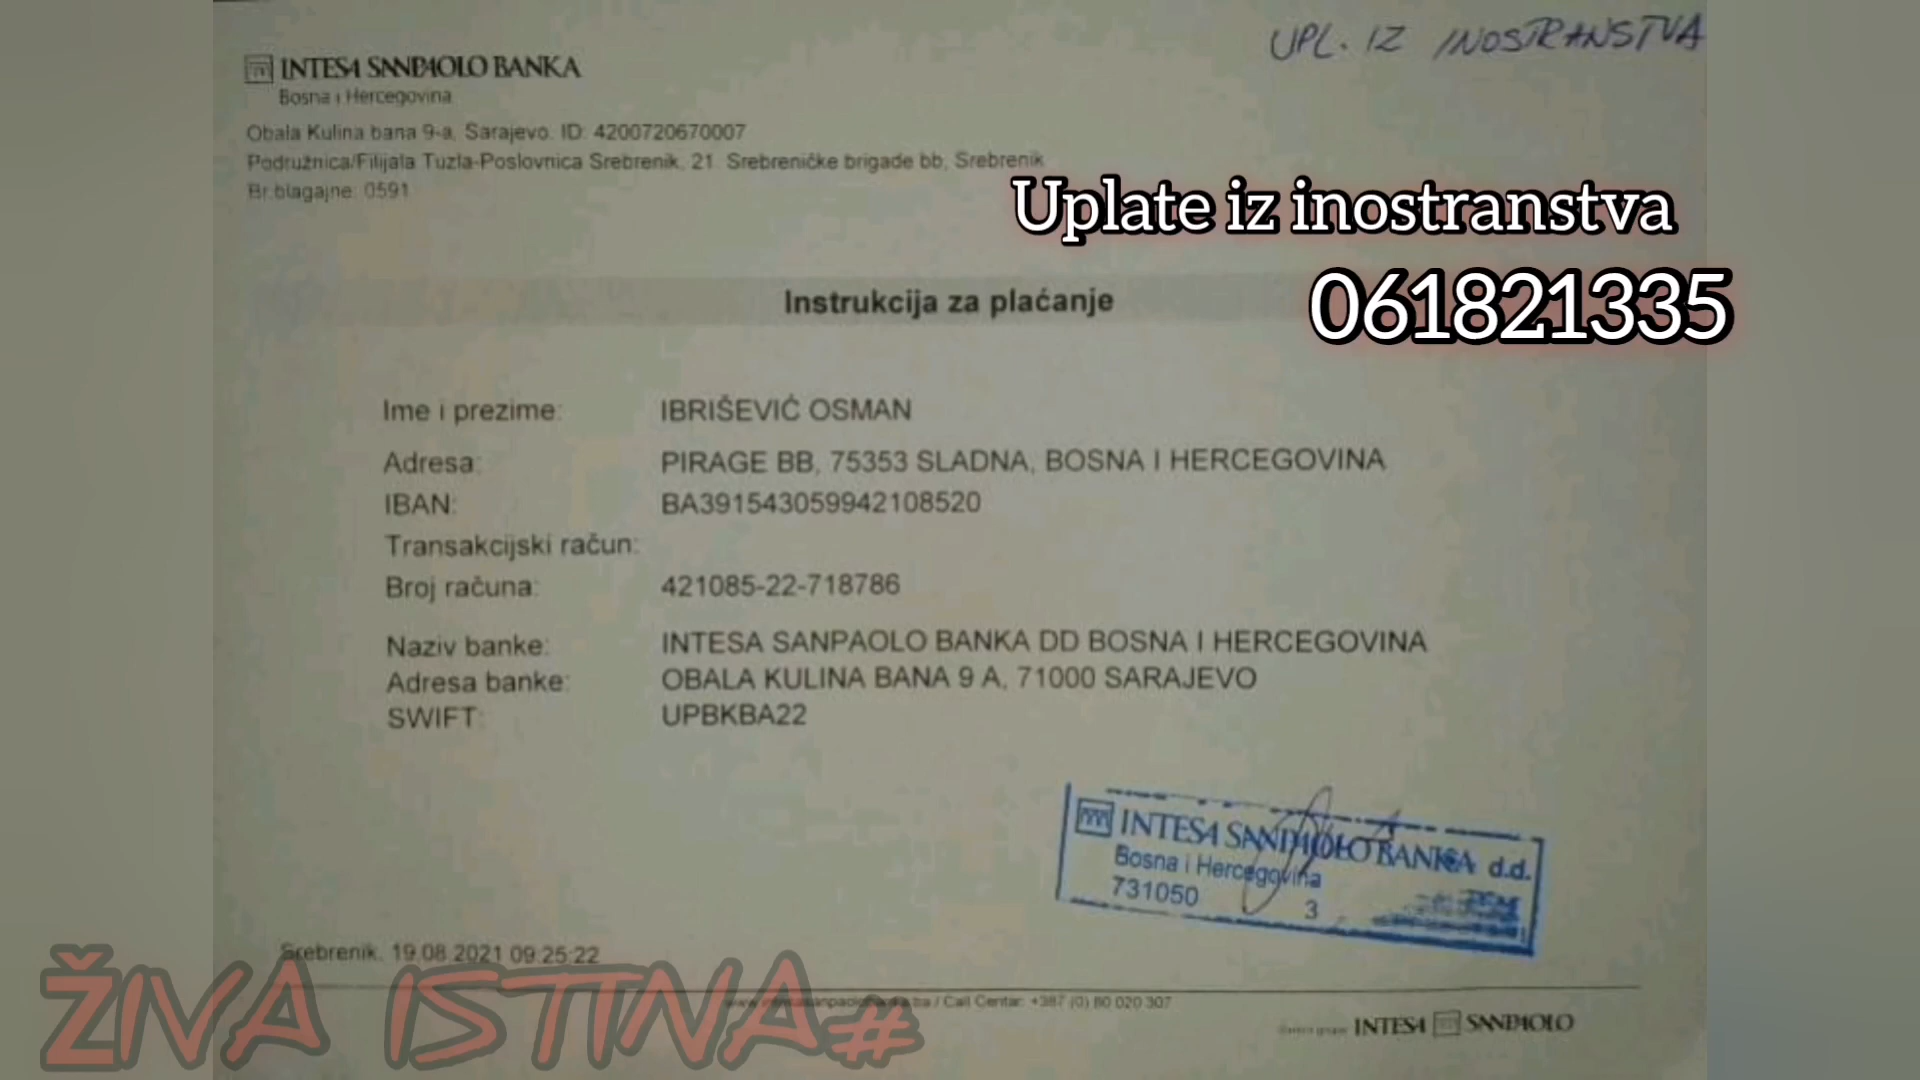 UPL. IZ INOSTRANSTVA
INTESA SANPAOLO BANKA
Bosna i Hercegovina
Obala Kulina bana 9-a, Sarajevo. ID: 4200720670007
Podružnica/Filijala Tuzla-Poslovnica Srebrenik, 21. Srebreničke brigade bb, Srebrenik
Br.blagajne: 0591
Uplate iz inostranstva
061821335
Instrukcija za plaćanje
Ime i prezime: IBRIŠEVIĆ OSMAN
Adresa: PIRAGE BB, 75353 SLADNA, BOSNA I HERCEGOVINA
IBAN: BA391543059942108520
Transakcijski račun:
Broj računa: 421085-22-718786
Naziv banke: INTESA SANPAOLO BANKA DD BOSNA I HERCEGOVINA
Adresa banke: OBALA KULINA BANA 9 A, 71000 SARAJEVO
SWIFT: UPBKBA22
INTESA SANPAOLO BANKA d.d.
Bosna i Hercegovina
731050 3
Srebrenik, 19.08.2021 09:25:22
ŽIVA ISTINA#
www.intesasanpaolobanka.ba / Call Centar: +387 (0) 80 020 307
INTESA SANPAOLO